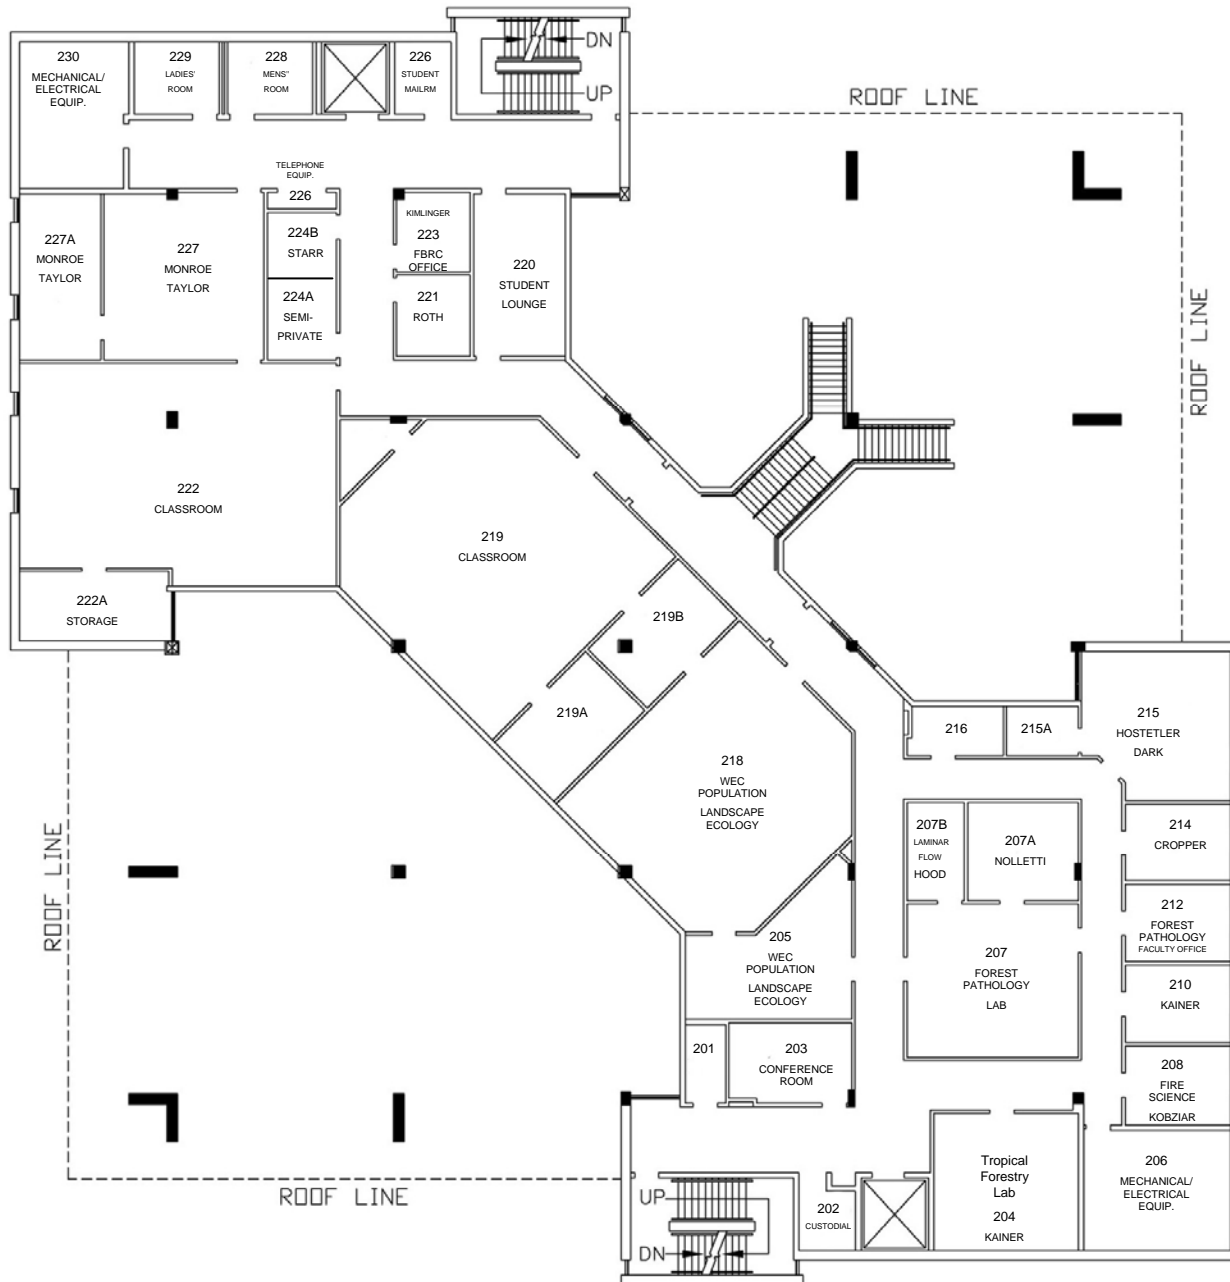 DN
UP
230
MECHANICAL/
ELECTRICAL
EQUIP.
229
LADIES'
ROOM
228
MENS"
ROOM
226
STUDENT
MAILRM
ROOF LINE
TELEPHONE
EQUIP.
226
227A
MONROE
TAYLOR
227
MONROE
TAYLOR
224B
STARR
224A
SEMI-
PRIVATE
KIMLINGER
223
FBRC
OFFICE
221
ROTH
220
STUDENT
LOUNGE
ROOF LINE
222
CLASSROOM
219
CLASSROOM
222A
STORAGE
219B
219A
218
WEC
POPULATION
LANDSCAPE
ECOLOGY
216
215A
215
HOSTETLER
DARK
207B
LAMINAR
FLOW
HOOD
207A
NOLLETTI
214
CROPPER
ROOF LINE
212
FOREST
PATHOLOGY
FACULTY OFFICE
205
WEC
POPULATION
LANDSCAPE
ECOLOGY
207
FOREST
PATHOLOGY
LAB
210
KAINER
201
203
CONFERENCE
ROOM
208
FIRE
SCIENCE
KOBZIAR
ROOF LINE
UP
DN
202
CUSTODIAL
Tropical
Forestry
Lab
204
KAINER
206
MECHANICAL/
ELECTRICAL
EQUIP.